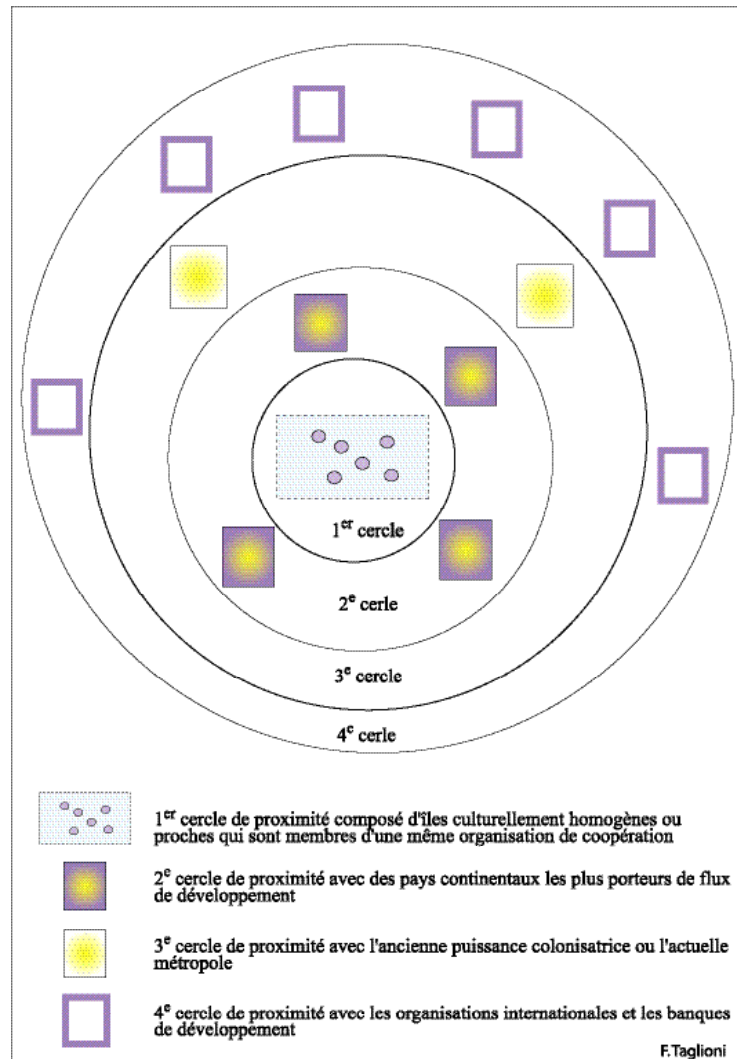 1er cercle
2e cerle
3e cercle
4e cerle
1er cercle de proximité composé d'îles culturellement homogènes ou
proches qui sont membres d'une même organisation de coopération
2e cercle de proximité avec des pays continentaux les plus porteurs de flux
de développement
3e cercle de proximité avec l'ancienne puissance colonisatrice ou l'actuelle
métropole
4e cercle de proximité avec les organisations internationales et les banques
de développement
F.Taglioni